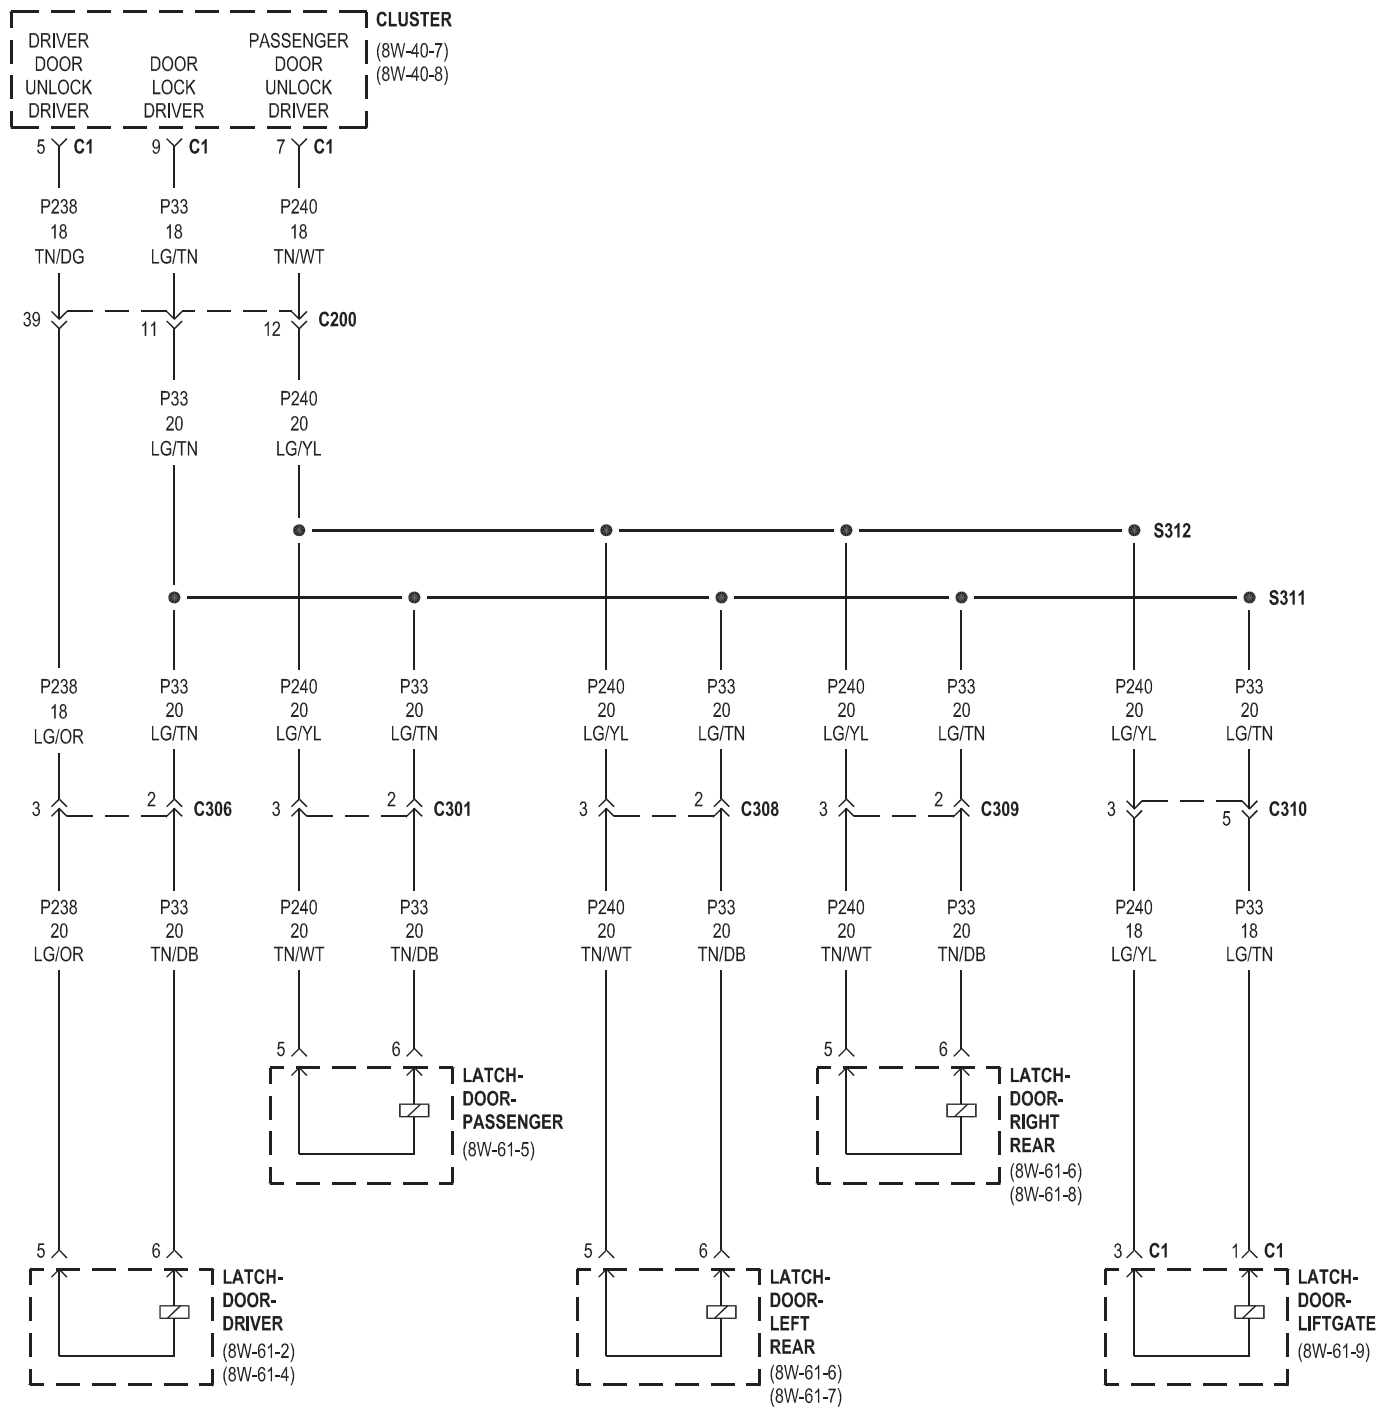 CLUSTER
(8W-40-7)
(8W-40-8)
DRIVER
DOOR
UNLOCK
DRIVER
DOOR
LOCK
DRIVER
PASSENGER
DOOR
UNLOCK
DRIVER
5 C1 9 C1 7 C1
P238 P33 P240
18 18 18
TN/DG LG/TN TN/WT
39 11 12 C200
P33 P240
20 20
LG/TN LG/YL
S312
S311
P238 P33 P240 P33 P240 P33 P240 P33 P240 P33
18 20 20 20 20 20 20 20 20 20
LG/OR LG/TN LG/YL LG/TN LG/YL LG/TN LG/YL LG/TN LG/YL LG/TN
3 2 C306 3 2 C301 3 2 C308 3 2 C309 3 5 C310
P238 P33 P240 P33 P240 P33 P240 P33 P240 P33
20 20 20 20 20 20 20 20 18 18
LG/OR TN/DB TN/WT TN/DB TN/WT TN/DB TN/WT TN/DB LG/YL LG/TN
5 6 5 6
LATCH-
DOOR-
PASSENGER
(8W-61-5)
LATCH-
DOOR-
RIGHT
REAR
(8W-61-6)
(8W-61-8)
5 6 5 6 3 C1 1 C1
LATCH-
DOOR-
DRIVER
(8W-61-2)
(8W-61-4)
LATCH-
DOOR-
LEFT
REAR
(8W-61-6)
(8W-61-7)
LATCH-
DOOR-
LIFTGATE
(8W-61-9)